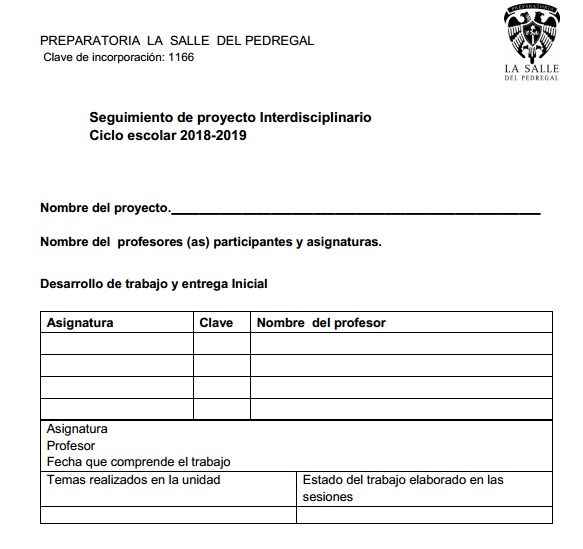 PREPARATORIA
LA SALLE
DEL PEDREGAL
PREPARATORIA LA SALLE DEL PEDREGAL
Clave de incorporación: 1166
Seguimiento de proyecto Interdisciplinario
Ciclo escolar 2018-2019
Nombre del proyecto.
Nombre del profesores (as) participantes y asignaturas.
Desarrollo de trabajo y entrega Inicial
Asignatura Clave Nombre del profesor
Asignatura
Profesor
Fecha que comprende el trabajo
Temas realizados en la unidad
Estado del trabajo elaborado en las
sesiones